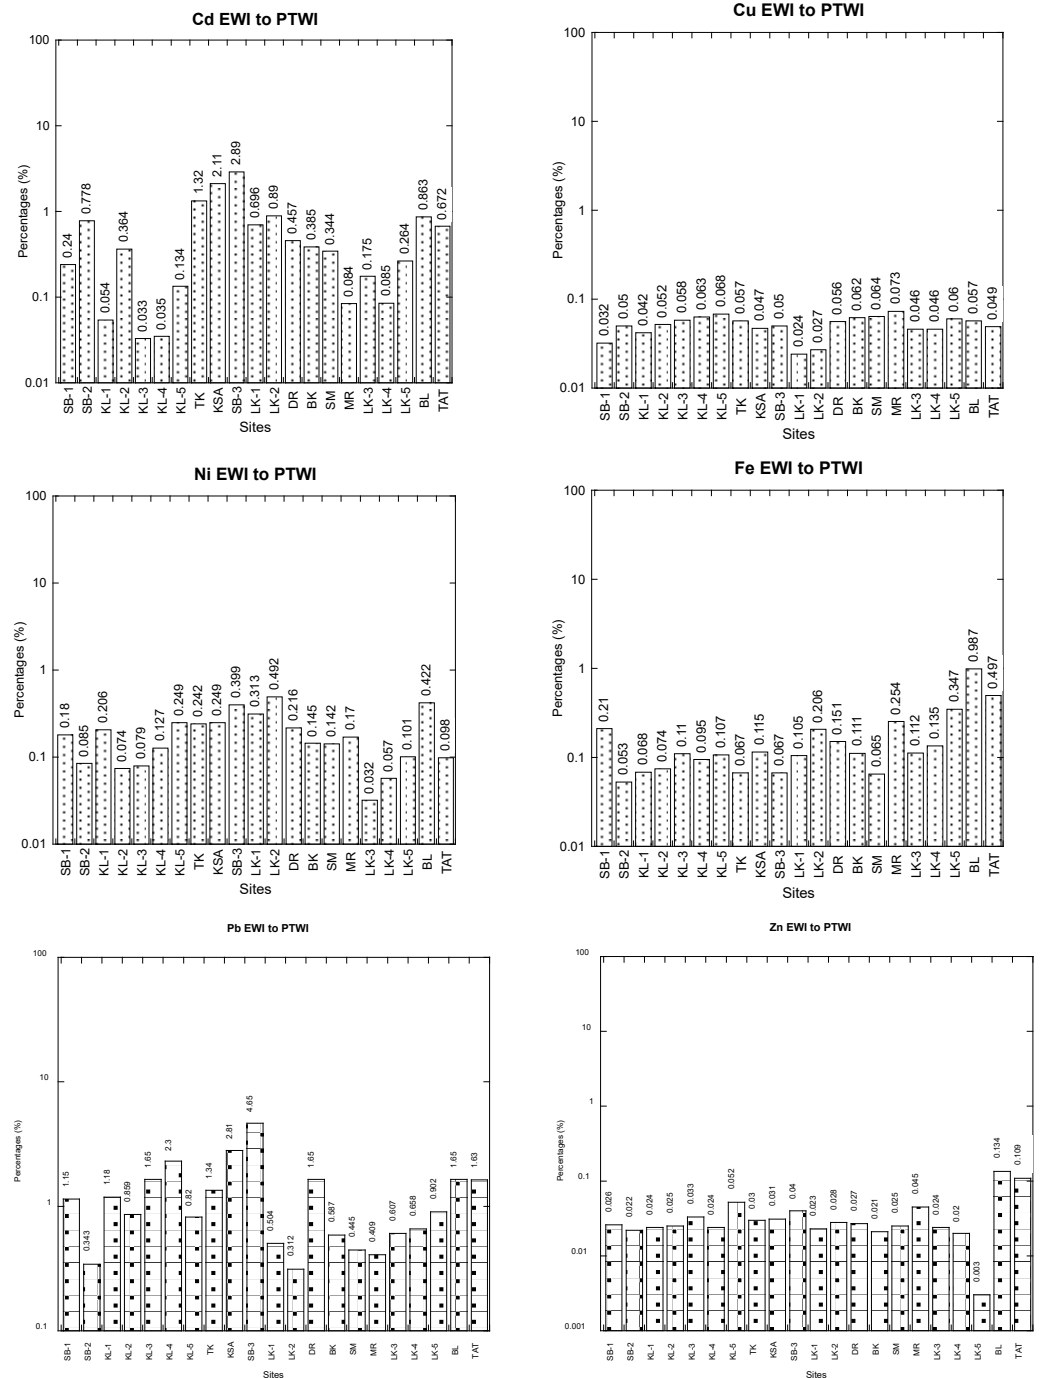 Cd EWI to PTWI
100
10
1
0.1
0.01
Percentages (%)
0.24
0.778
0.054
0.364
0.033
0.035
0.134
1.32
2.11
2.89
0.696
0.89
0.457
0.385
0.344
0.084
0.175
0.085
0.264
0.863
0.672
SB-1
SB-2
KL-1
KL-2
KL-3
KL-4
KL-5
TK
KSA
SB-3
LK-1
LK-2
DR
BK
SM
MR
LK-3
LK-4
LK-5
BL
TAT
Sites
Cu EWI to PTWI
100
10
1
0.1
0.01
Percentages (%)
0.032
0.05
0.042
0.052
0.058
0.063
0.068
0.057
0.047
0.05
0.024
0.027
0.056
0.062
0.064
0.073
0.046
0.046
0.06
0.057
0.049
SB-1
SB-2
KL-1
KL-2
KL-3
KL-4
KL-5
TK
KSA
SB-3
LK-1
LK-2
DR
BK
SM
MR
LK-3
LK-4
LK-5
BL
TAT
Sites
Ni EWI to PTWI
100
10
1
0.1
0.01
Percentages (%)
0.18
0.085
0.206
0.074
0.079
0.127
0.249
0.242
0.249
0.399
0.313
0.492
0.216
0.145
0.142
0.17
0.032
0.057
0.101
0.422
0.098
SB-1
SB-2
KL-1
KL-2
KL-3
KL-4
KL-5
TK
KSA
SB-3
LK-1
LK-2
DR
BK
SM
MR
LK-3
LK-4
LK-5
BL
TAT
Sites
Fe EWI to PTWI
100
10
1
0.1
0.01
Percentages (%)
0.21
0.053
0.068
0.074
0.11
0.095
0.107
0.067
0.115
0.067
0.105
0.206
0.151
0.111
0.065
0.254
0.112
0.135
0.347
0.987
0.497
SB-1
SB-2
KL-1
KL-2
KL-3
KL-4
KL-5
TK
KSA
SB-3
LK-1
LK-2
DR
BK
SM
MR
LK-3
LK-4
LK-5
BL
TAT
Sites
Pb EWI to PTWI
100
10
1
0.1
Percentages (%)
1.15
0.343
1.18
0.859
1.65
2.3
0.82
1.34
2.81
4.65
0.504
0.312
1.65
0.587
0.445
0.409
0.607
0.658
0.902
1.65
1.63
SB-1
SB-2
KL-1
KL-2
KL-3
KL-4
KL-5
TK
KSA
SB-3
LK-1
LK-2
DR
BK
SM
MR
LK-3
LK-4
LK-5
BL
TAT
Sites
Zn EWI to PTWI
100
10
1
0.1
0.01
0.001
Percentages (%)
0.026
0.022
0.024
0.025
0.033
0.024
0.052
0.03
0.031
0.04
0.023
0.028
0.027
0.021
0.025
0.045
0.024
0.02
0.003
0.134
0.109
SB-1
SB-2
KL-1
KL-2
KL-3
KL-4
KL-5
TK
KSA
SB-3
LK-1
LK-2
DR
BK
SM
MR
LK-3
LK-4
LK-5
BL
TAT
Sites